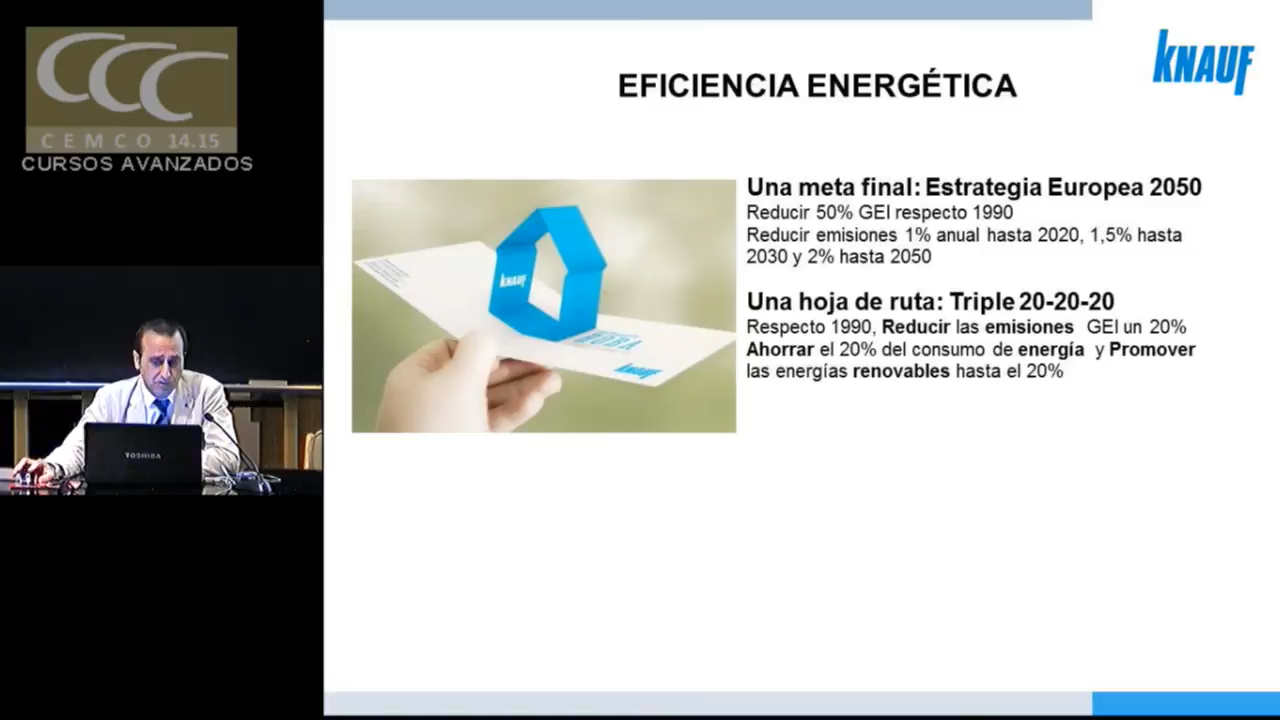 CCC
CEMCO 14.15
CURSOS AVANZADOS
KNAUF
EFICIENCIA ENERGÉTICA
Una meta final: Estrategia Europea 2050
Reducir 50% GEI respecto 1990
Reducir emisiones 1% anual hasta 2020, 1,5% hasta
2030 y 2% hasta 2050
Una hoja de ruta: Triple 20-20-20
Respecto 1990, Reducir las emisiones GEI un 20%
Ahorrar el 20% del consumo de energía y Promover
las energías renovables hasta el 20%
KNAUF
KNAUF
TOSHIBA